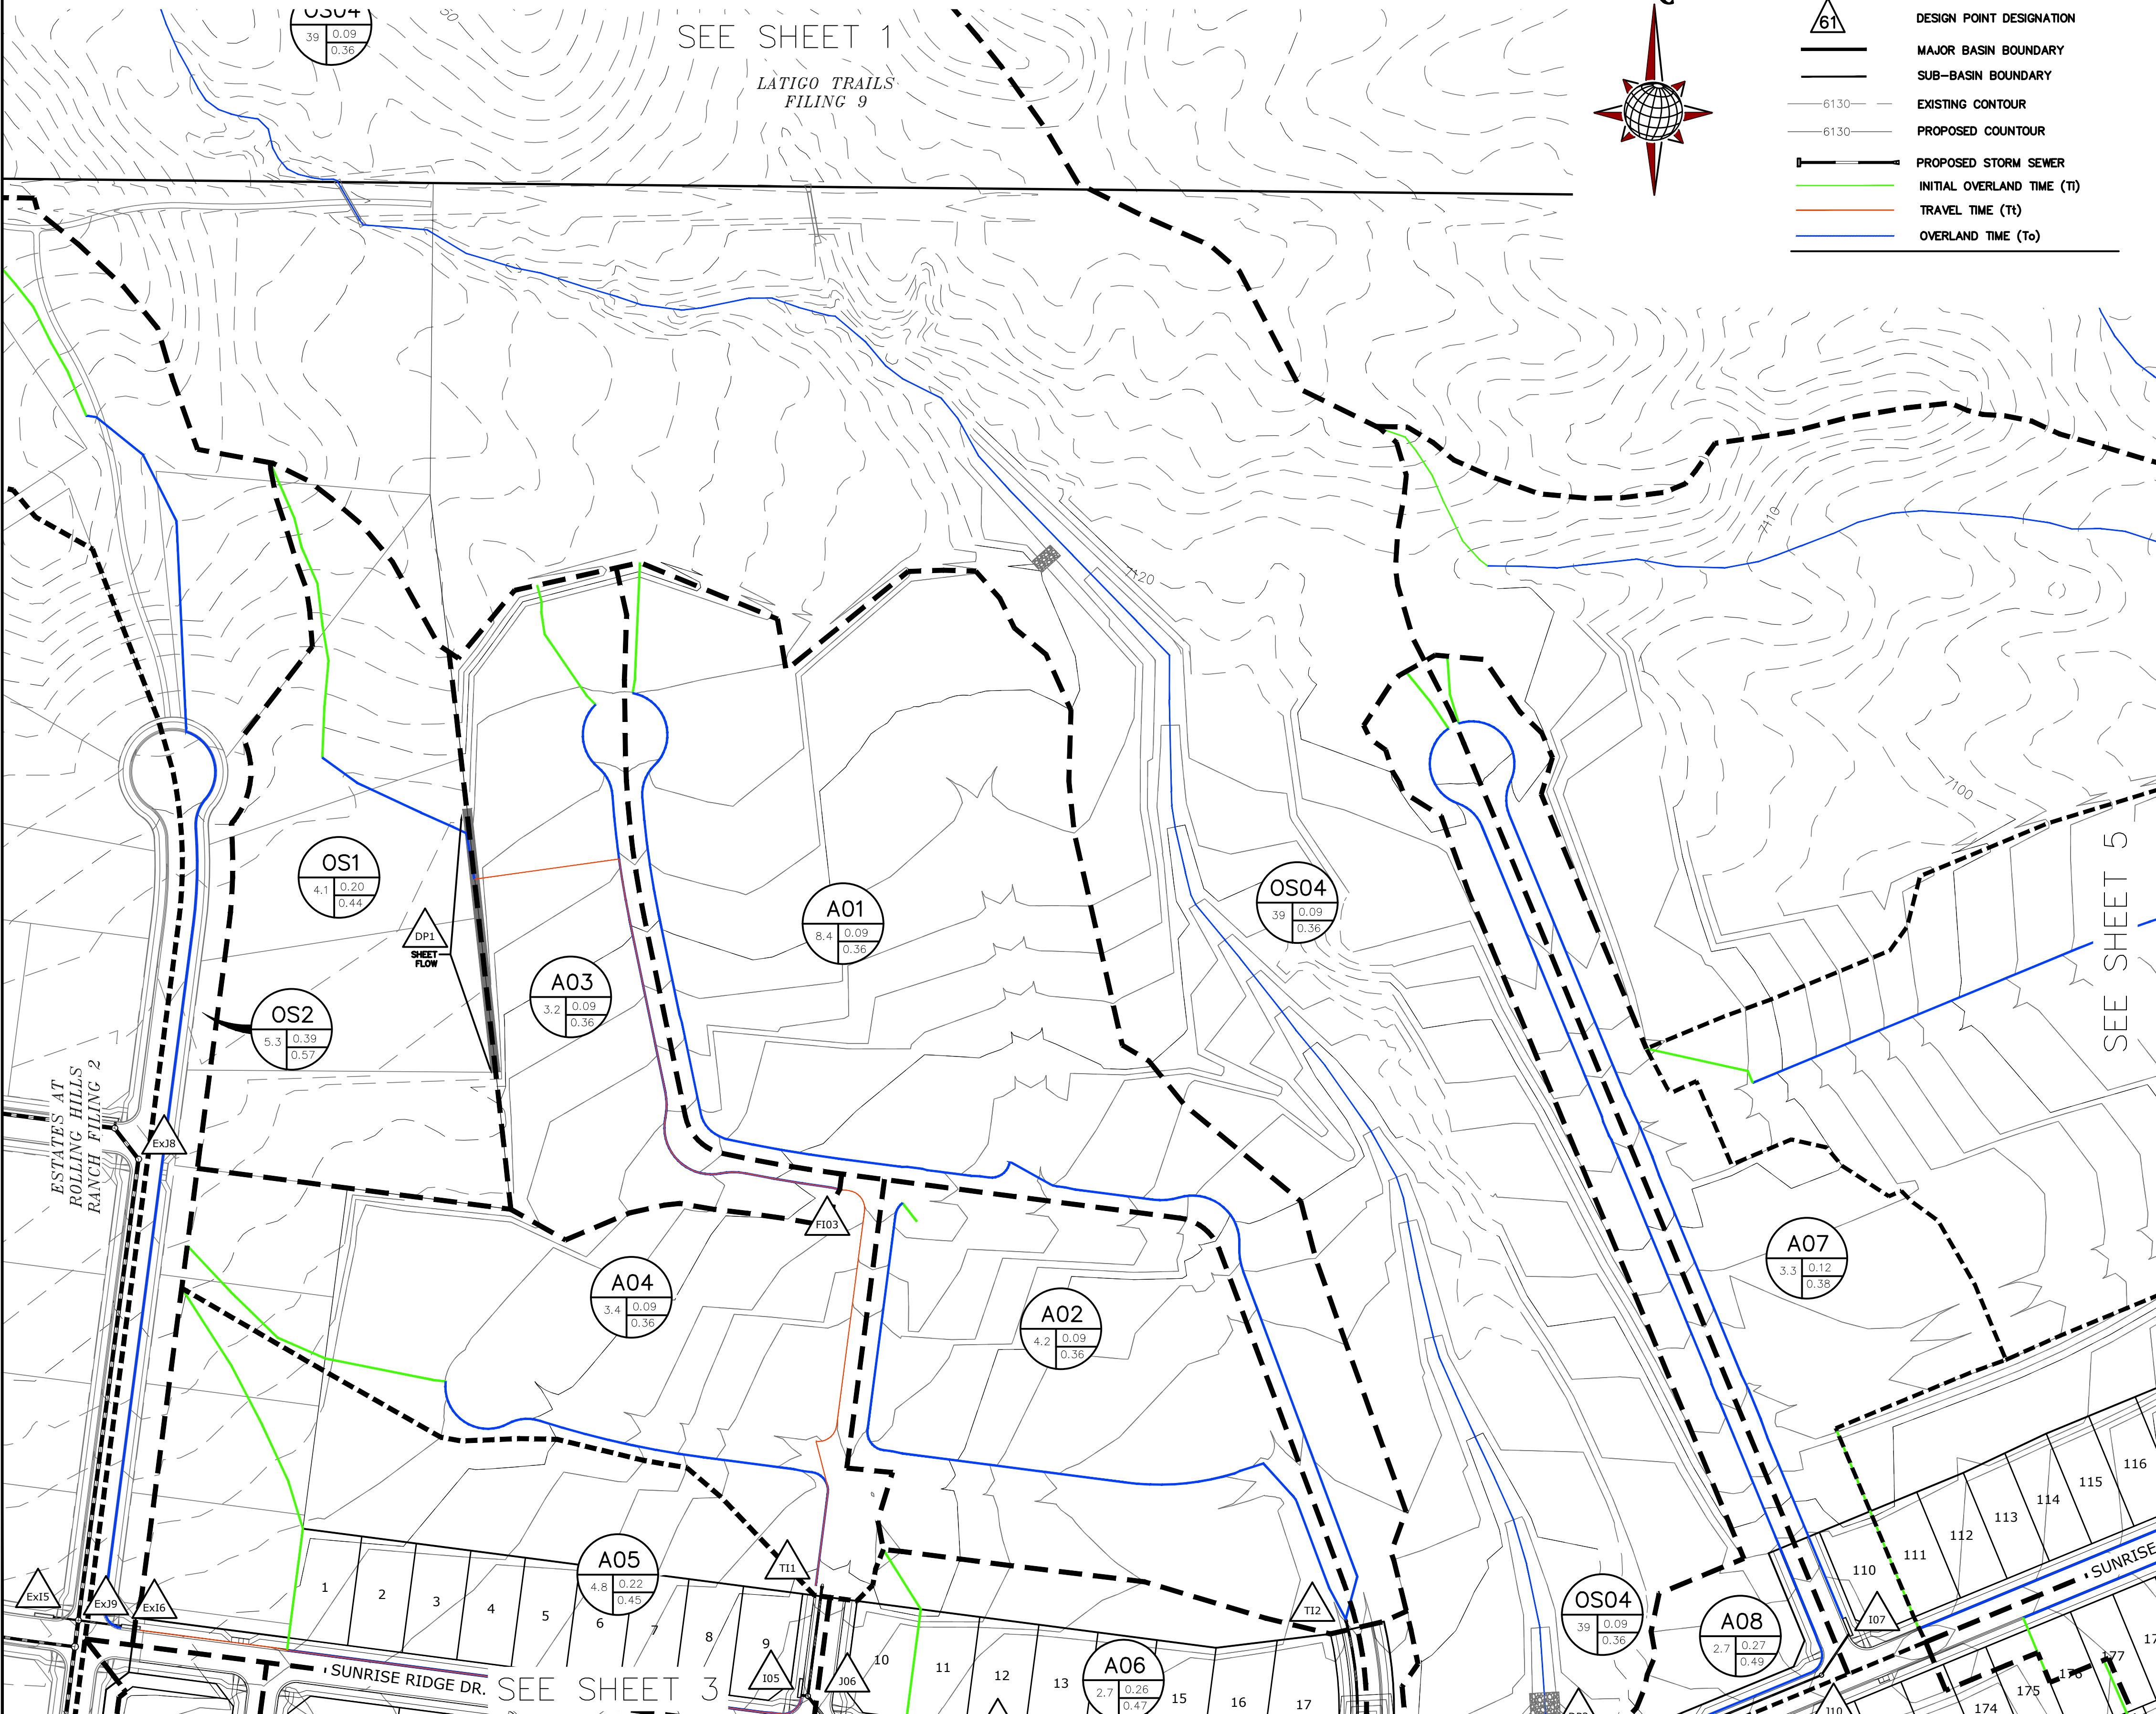 OS04
39 0.09
0.36
50
SEE SHEET 1
LATIGO TRAILS
FILING 9
61 DESIGN POINT DESIGNATION
MAJOR BASIN BOUNDARY
SUB-BASIN BOUNDARY
6130 EXISTING CONTOUR
6130 PROPOSED COUNTOUR
PROPOSED STORM SEWER
INITIAL OVERLAND TIME (Ti)
TRAVEL TIME (Tt)
OVERLAND TIME (To)
7110
7120
7100
SEE SHEET 5
OS1
4.1 0.20
0.44
DP1
SHEET
FLOW
A01
8.4 0.09
0.36
OS04
39 0.09
0.36
A03
3.2 0.09
0.36
OS2
5.3 0.39
0.57
ESTATES AT
ROLLING HILLS
RANCH FILING 2
ExJ8
FI03
A04
3.4 0.09
0.36
A02
4.2 0.09
0.36
A07
3.3 0.12
0.38
116
115
114
113
112
111
110
SUNRISE
TI1
A05
4.8 0.22
0.45
ExI5
ExJ9
ExI6
1
2
3
4
5
6
7
8
9
10
11
12
13
15
16
17
TI2
OS04
39 0.09
0.36
A08
2.7 0.27
0.49
I07
I05
J06
A06
2.7 0.26
0.47
SUNRISE RIDGE DR.
SEE SHEET 3
174
175
176
177
I10